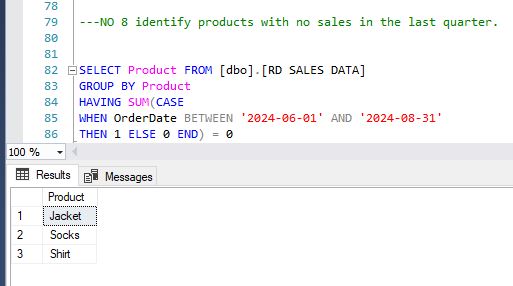 78
79 ---NO 8 identify products with no sales in the last quarter.
80
81
82 SELECT Product FROM [dbo].[RD SALES DATA]
83 GROUP BY Product
84 HAVING SUM(CASE
85 WHEN OrderDate BETWEEN '2024-06-01' AND '2024-08-31'
86 THEN 1 ELSE 0 END) = 0
100 %
Results Messages
Product
1 Jacket
2 Socks
3 Shirt